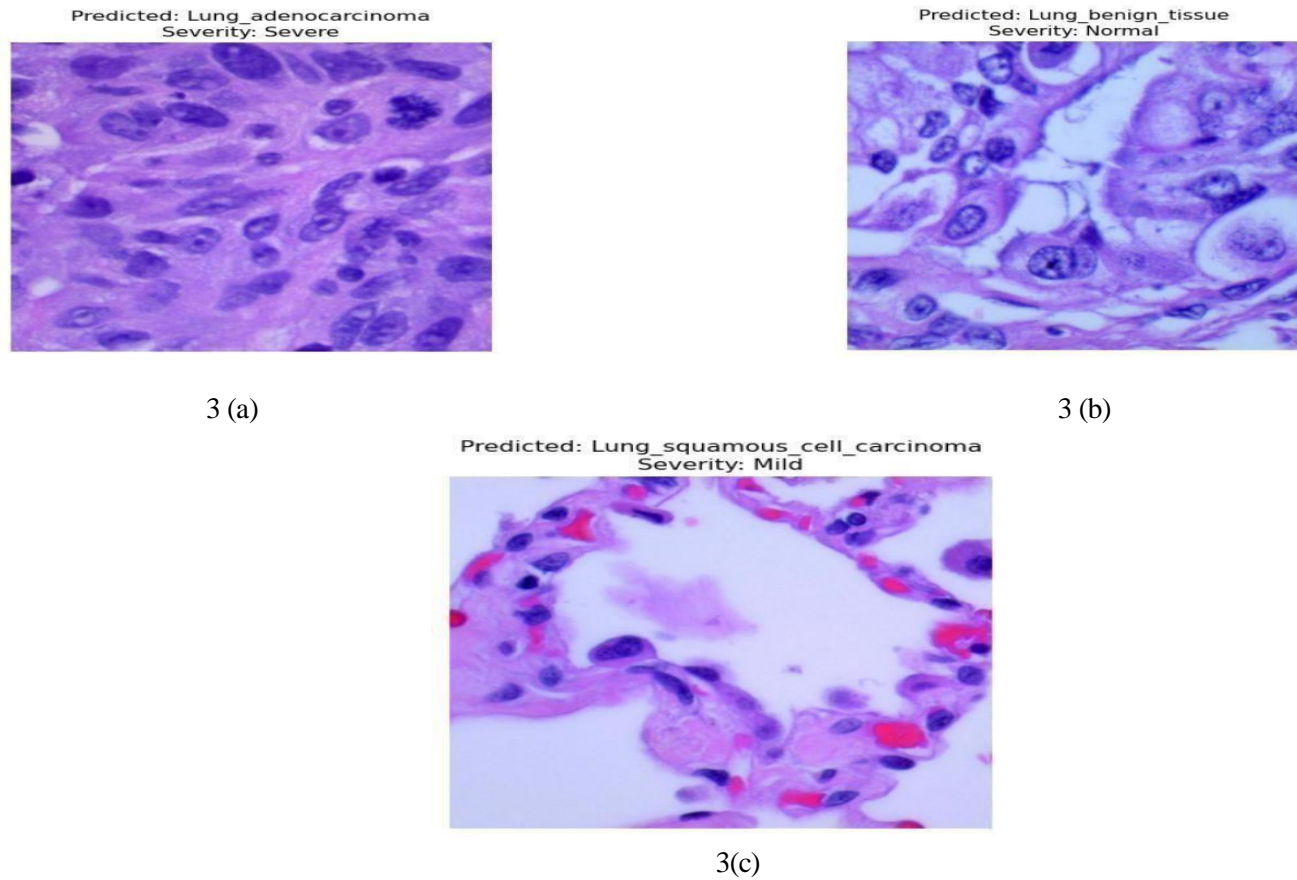 Predicted: Lung_adenocarcinoma
Severity: Severe
Predicted: Lung_benign_tissue
Severity: Normal
3 (a)
3 (b)
Predicted: Lung_squamous_cell_carcinoma
Severity: Mild
3(c)